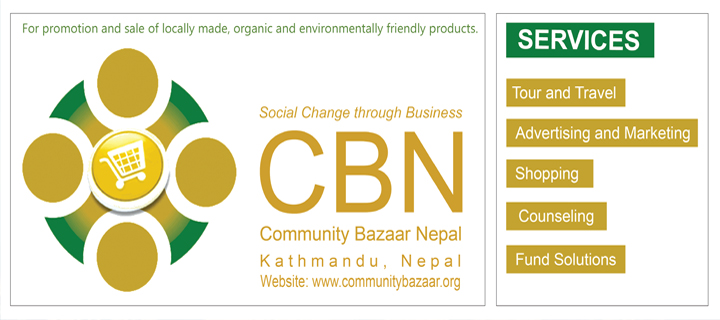 For promotion and sale of locally made, organic and environmentally friendly products.
Social Change through Business
CBN
Community Bazaar Nepal
Kathmandu, Nepal
Website: www.communitybazaar.org
SERVICES
Tour and Travel
Advertising and Marketing
Shopping
Counseling
Fund Solutions